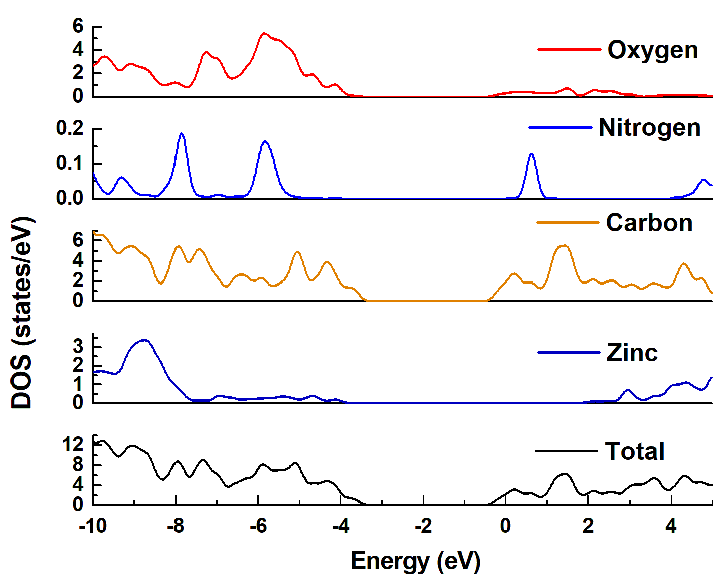 6
4
2
0
Oxygen
0.2
0.1
0.0
Nitrogen
6
4
2
0
Carbon
3
2
1
0
Zinc
12
8
4
0
Total
-10 -8 -6 -4 -2 0 2 4
Energy (eV)
DOS (states/eV)